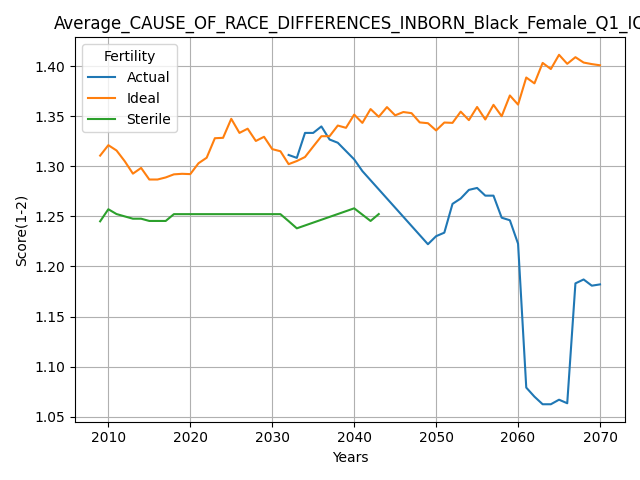 Average_CAUSE_OF_RACE_DIFFERENCES_INBORN_Black_Female_Q1_IC
Fertility
Actual
Ideal
Sterile
Score(1-2)
1.40
1.35
1.30
1.25
1.20
1.15
1.10
1.05
2010 2020 2030 2040 2050 2060 2070
Years